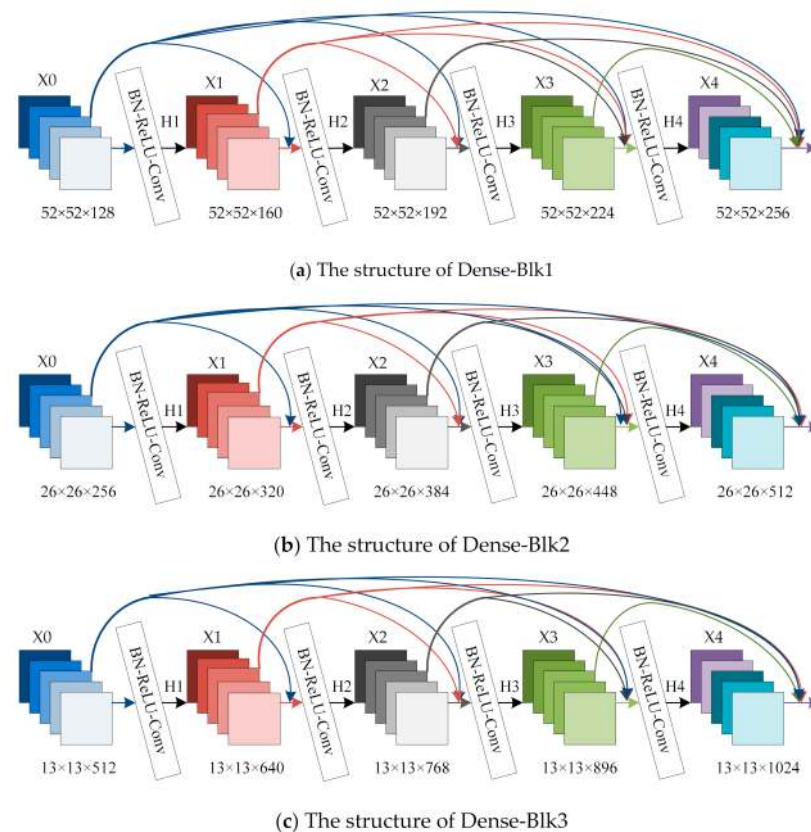 X0 X1 X2 X3 X4
BN-ReLU-Conv H1 BN-ReLU-Conv H2 BN-ReLU-Conv H3 BN-ReLU-Conv H4
52×52×128 52×52×160 52×52×192 52×52×224 52×52×256
(a) The structure of Dense-Blk1
X0 X1 X2 X3 X4
BN-ReLU-Conv H1 BN-ReLU-Conv H2 BN-ReLU-Conv H3 BN-ReLU-Conv H4
26×26×256 26×26×320 26×26×384 26×26×448 26×26×512
(b) The structure of Dense-Blk2
X0 X1 X2 X3 X4
BN-ReLU-Conv H1 BN-ReLU-Conv H2 BN-ReLU-Conv H3 BN-ReLU-Conv H4
13×13×512 13×13×640 13×13×768 13×13×896 13×13×1024
(c) The structure of Dense-Blk3